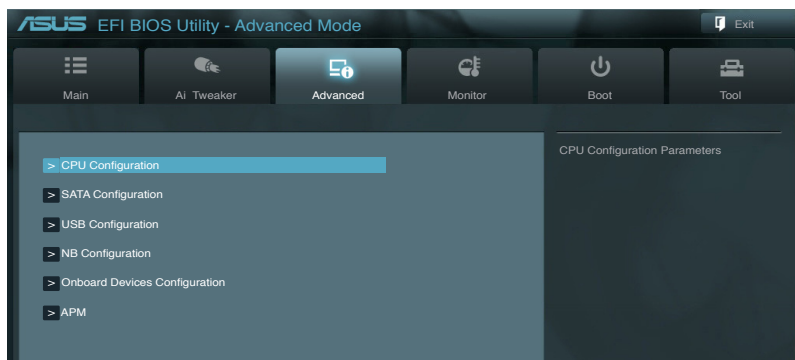 ASUS EFI BIOS Utility - Advanced Mode
Exit
Main
Ai Tweaker
Advanced
Monitor
Boot
Tool
> CPU Configuration
> SATA Configuration
> USB Configuration
> NB Configuration
> Onboard Devices Configuration
> APM
CPU Configuration Parameters